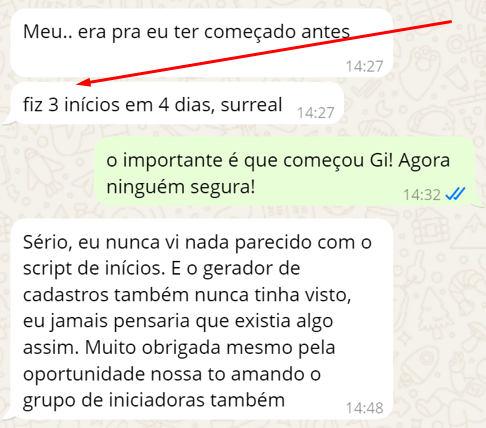 Meu.. era pra eu ter começado antes
14:27
fiz 3 inícios em 4 dias, surreal
14:27
o importante é que começou Gi! Agora
ninguém segura!
14:32
Sério, eu nunca vi nada parecido com o
script de inícios. E o gerador de
cadastros também nunca tinha visto,
eu jamais pensaria que existia algo
assim. Muito obrigada mesmo pela
oportunidade nossa to amando o
grupo de iniciadoras também
14:48